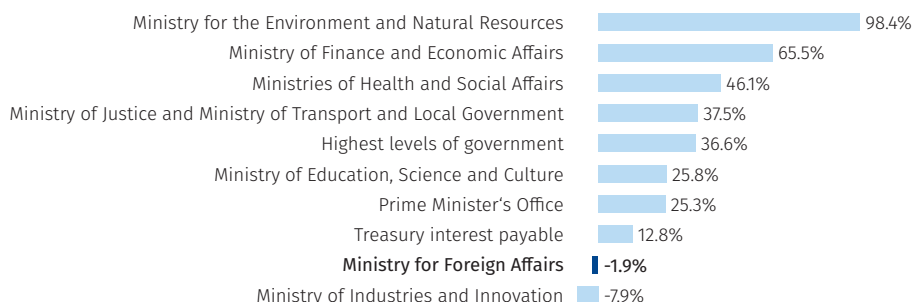 Ministry for the Environment and Natural Resources 98.4%
Ministry of Finance and Economic Affairs 65.5%
Ministries of Health and Social Affairs 46.1%
Ministry of Justice and Ministry of Transport and Local Government 37.5%
Highest levels of government 36.6%
Ministry of Education, Science and Culture 25.8%
Prime Minister‘s Office 25.3%
Treasury interest payable 12.8%
Ministry for Foreign Affairs -1.9%
Ministry of Industries and Innovation -7.9%